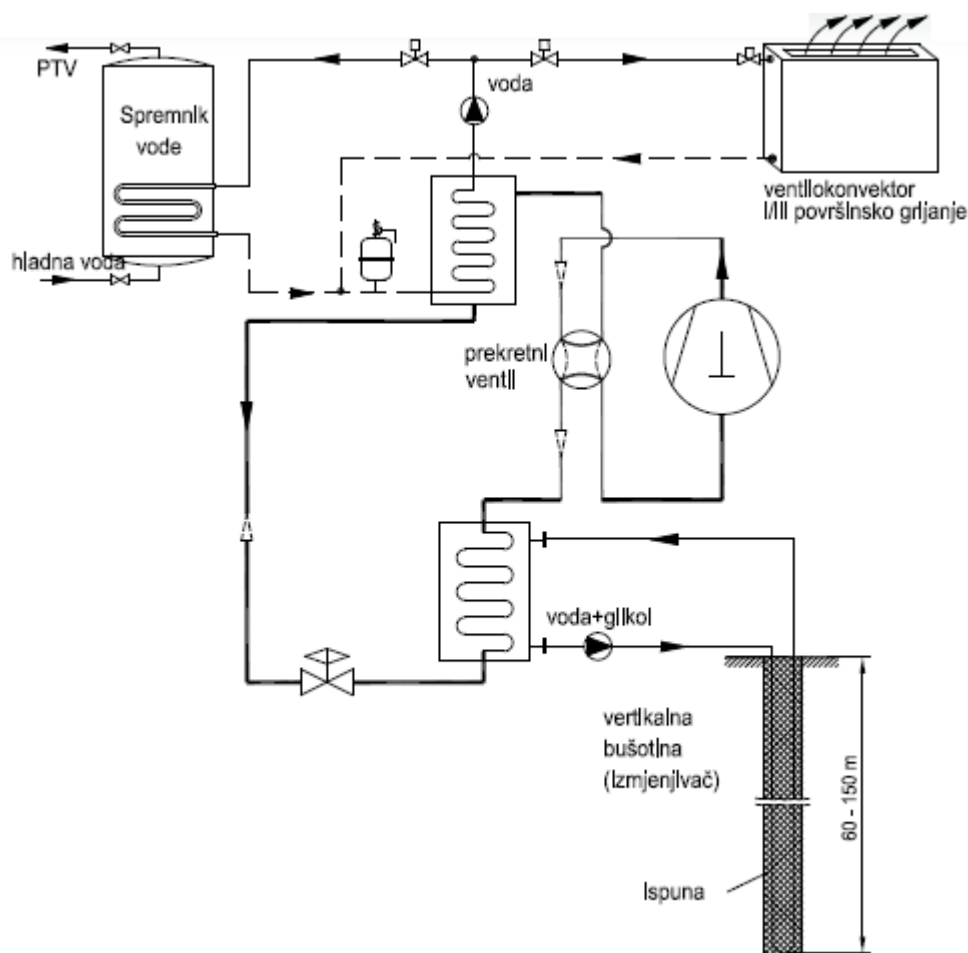 PTV
voda
Spremnik
vode
ventilokonvektor
I/III površinsko grijanje
hladna voda
prekretni
ventil
voda+glikol
vertikalna
bušotina
(Izmjenjivač)
60 - 150 m
Ispuna